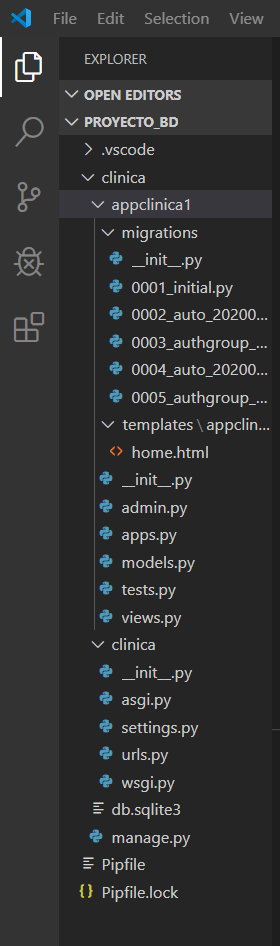 File Edit Selection View
EXPLORER
OPEN EDITORS
PROYECTO_BD
.vscode
clinica
appclinica1
migrations
__init__.py
0001_initial.py
0002_auto_20200...
0003_authgroup_...
0004_auto_20200...
0005_authgroup_...
templates \ appclin...
home.html
__init__.py
admin.py
apps.py
models.py
tests.py
views.py
clinica
__init__.py
asgi.py
settings.py
urls.py
wsgi.py
db.sqlite3
manage.py
Pipfile
Pipfile.lock